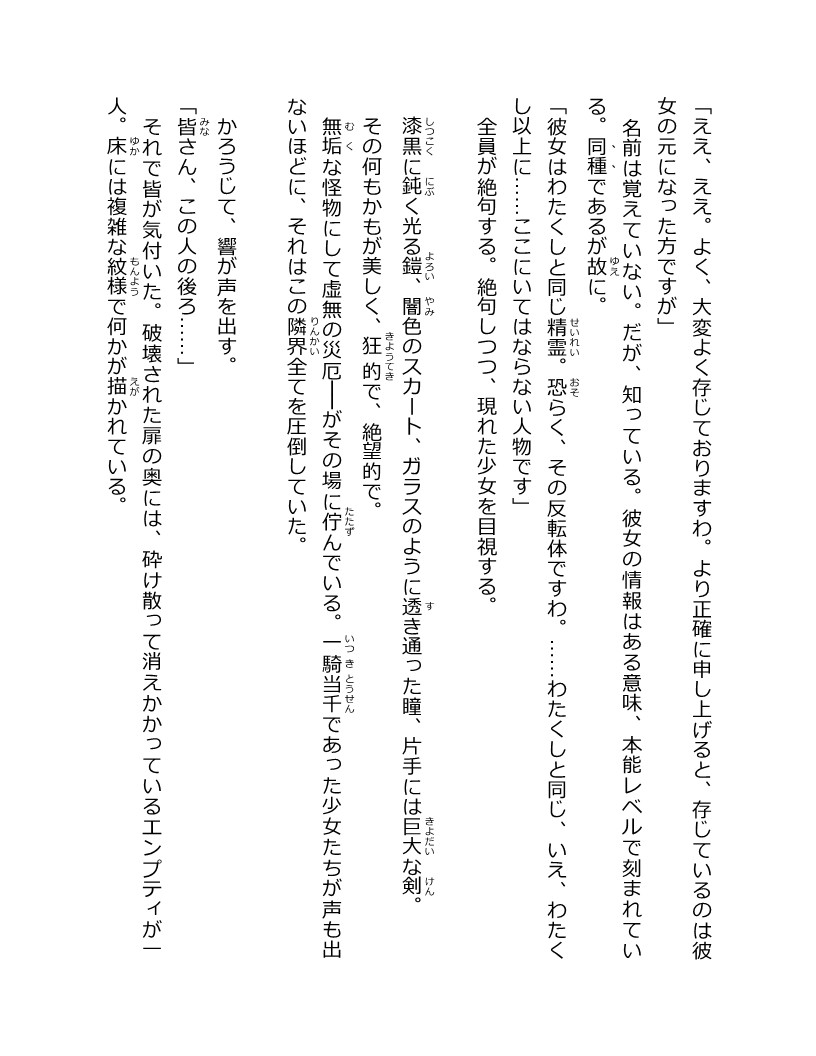 「ええ、ええ。よく、大変よく存じておりますわ。より正確に申し上げると、存じているのは彼
女の元になった方ですが」
名前は覚えていない。だが、知っている。彼女の情報はある意味、本能レベルで刻まれてい
る。同種であるが故に。
「彼女はわたくしと同じ精霊。恐らく、その反転体ですわ。……わたくしと同じ、いえ、わたく
し以上に……ここにいてはならない人物です」
全員が絶句する。絶句しつつ、現れた少女を目視する。
漆黒に鈍く光る鎧、闇色のスカート、ガラスのように透き通った瞳、片手には巨大な剣。
その何もかもが美しく、狂的で、絶望的で。
無垢な怪物にして虚無の災厄――がその場に佇んでいる。一騎当千であった少女たちが声も出
ないほどに、それはこの隣界全てを圧倒していた。
かろうじて、響が声を出す。
「皆さん、この人の後ろ……」
それで皆が気付いた。破壊された扉の奥には、砕け散って消えかかっているエンプティが一
人。床には複雑な紋様で何かが描かれている。